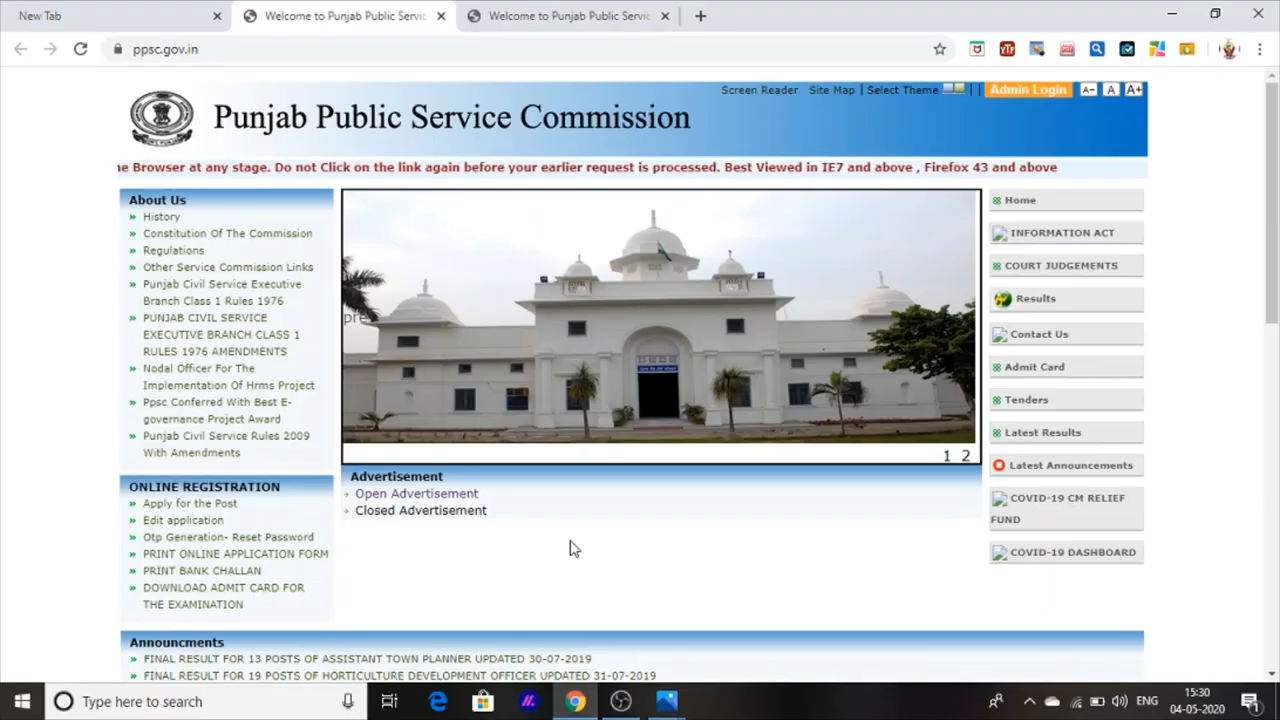 New Tab
Welcome to Punjab Public Servic
Welcome to Punjab Public Servic
ppsc.gov.in
Screen Reader Site Map | Select Theme | | Admin Login A- A A+
Punjab Public Service Commission
ne Browser at any stage. Do not Click on the link again before your earlier request is processed. Best Viewed in IE7 and above , Firefox 43 and above
About Us
History
Constitution Of The Commission
Regulations
Other Service Commission Links
Punjab Civil Service Executive
Branch Class 1 Rules 1976
PUNJAB CIVIL SERVICE
EXECUTIVE BRANCH CLASS 1
RULES 1976 AMENDMENTS
Nodal Officer For The
Implementation Of Hrms Project
Ppsc Conferred With Best E-
governance Project Award
Punjab Civil Service Rules 2009
With Amendments
ONLINE REGISTRATION
Apply for the Post
Edit application
Otp Generation- Reset Password
PRINT ONLINE APPLICATION FORM
PRINT BANK CHALLAN
DOWNLOAD ADMIT CARD FOR
THE EXAMINATION
pre
1 2
Advertisement
Open Advertisement
Closed Advertisement
Home
INFORMATION ACT
COURT JUDGEMENTS
Results
Contact Us
Admit Card
Tenders
Latest Results
Latest Announcements
COVID-19 CM RELIEF
FUND
COVID-19 DASHBOARD
Announcments
FINAL RESULT FOR 13 POSTS OF ASSISTANT TOWN PLANNER UPDATED 30-07-2019
FINAL RESULT FOR 19 POSTS OF HORTICULTURE DEVELOPMENT OFFICER UPDATED 31-07-2019
Type here to search
ENG
15:30
04-05-2020